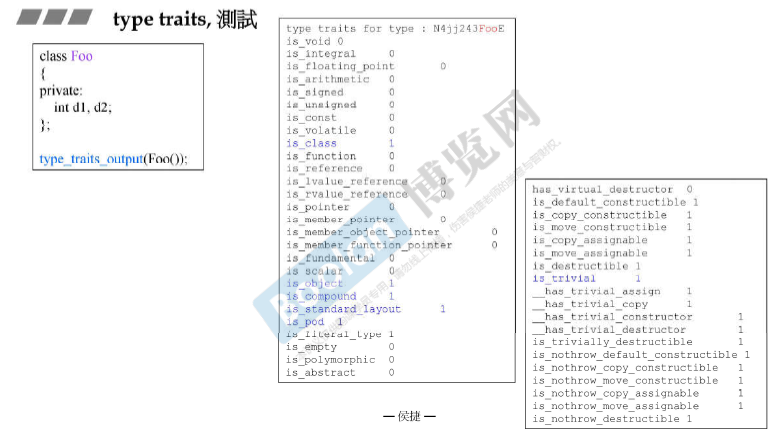 type traits, 測試
class Foo
{
private:
int d1, d2;
};
type_traits_output(Foo());
type traits for type : N4jj243FooE
is_void 0
is_integral 0
is_floating_point 0
is_arithmetic 0
is_signed 0
is_unsigned 0
is_const 0
is_volatile 0
is_class 1
is_function 0
is_reference 0
is_lvalue_reference 0
is_rvalue_reference 0
is_pointer 0
is_member_pointer 0
is_member_object_pointer 0
is_member_function_pointer 0
is_fundamental 0
is_scaler 0
is_object 1
is_compound 1
is_standard_layout 1
is_pod 1
is_literal_type 1
is_empty 0
is_polymorphic 0
is_abstract 0
has_virtual_destructor 0
is_default_constructible 1
is_copy_constructible 1
is_move_constructible 1
is_copy_assignable 1
is_move_assignable 1
is_destructible 1
is_trivial 1
__has_trivial_assign 1
__has_trivial_copy 1
__has_trivial_constructor 1
__has_trivial_destructor 1
is_trivially_destructible 1
is_nothrow_default_constructible 1
is_nothrow_copy_constructible 1
is_nothrow_move_constructible 1
is_nothrow_copy_assignable 1
is_nothrow_move_assignable 1
is_nothrow_destructible 1
Boolan 博览网
— 侯捷 —